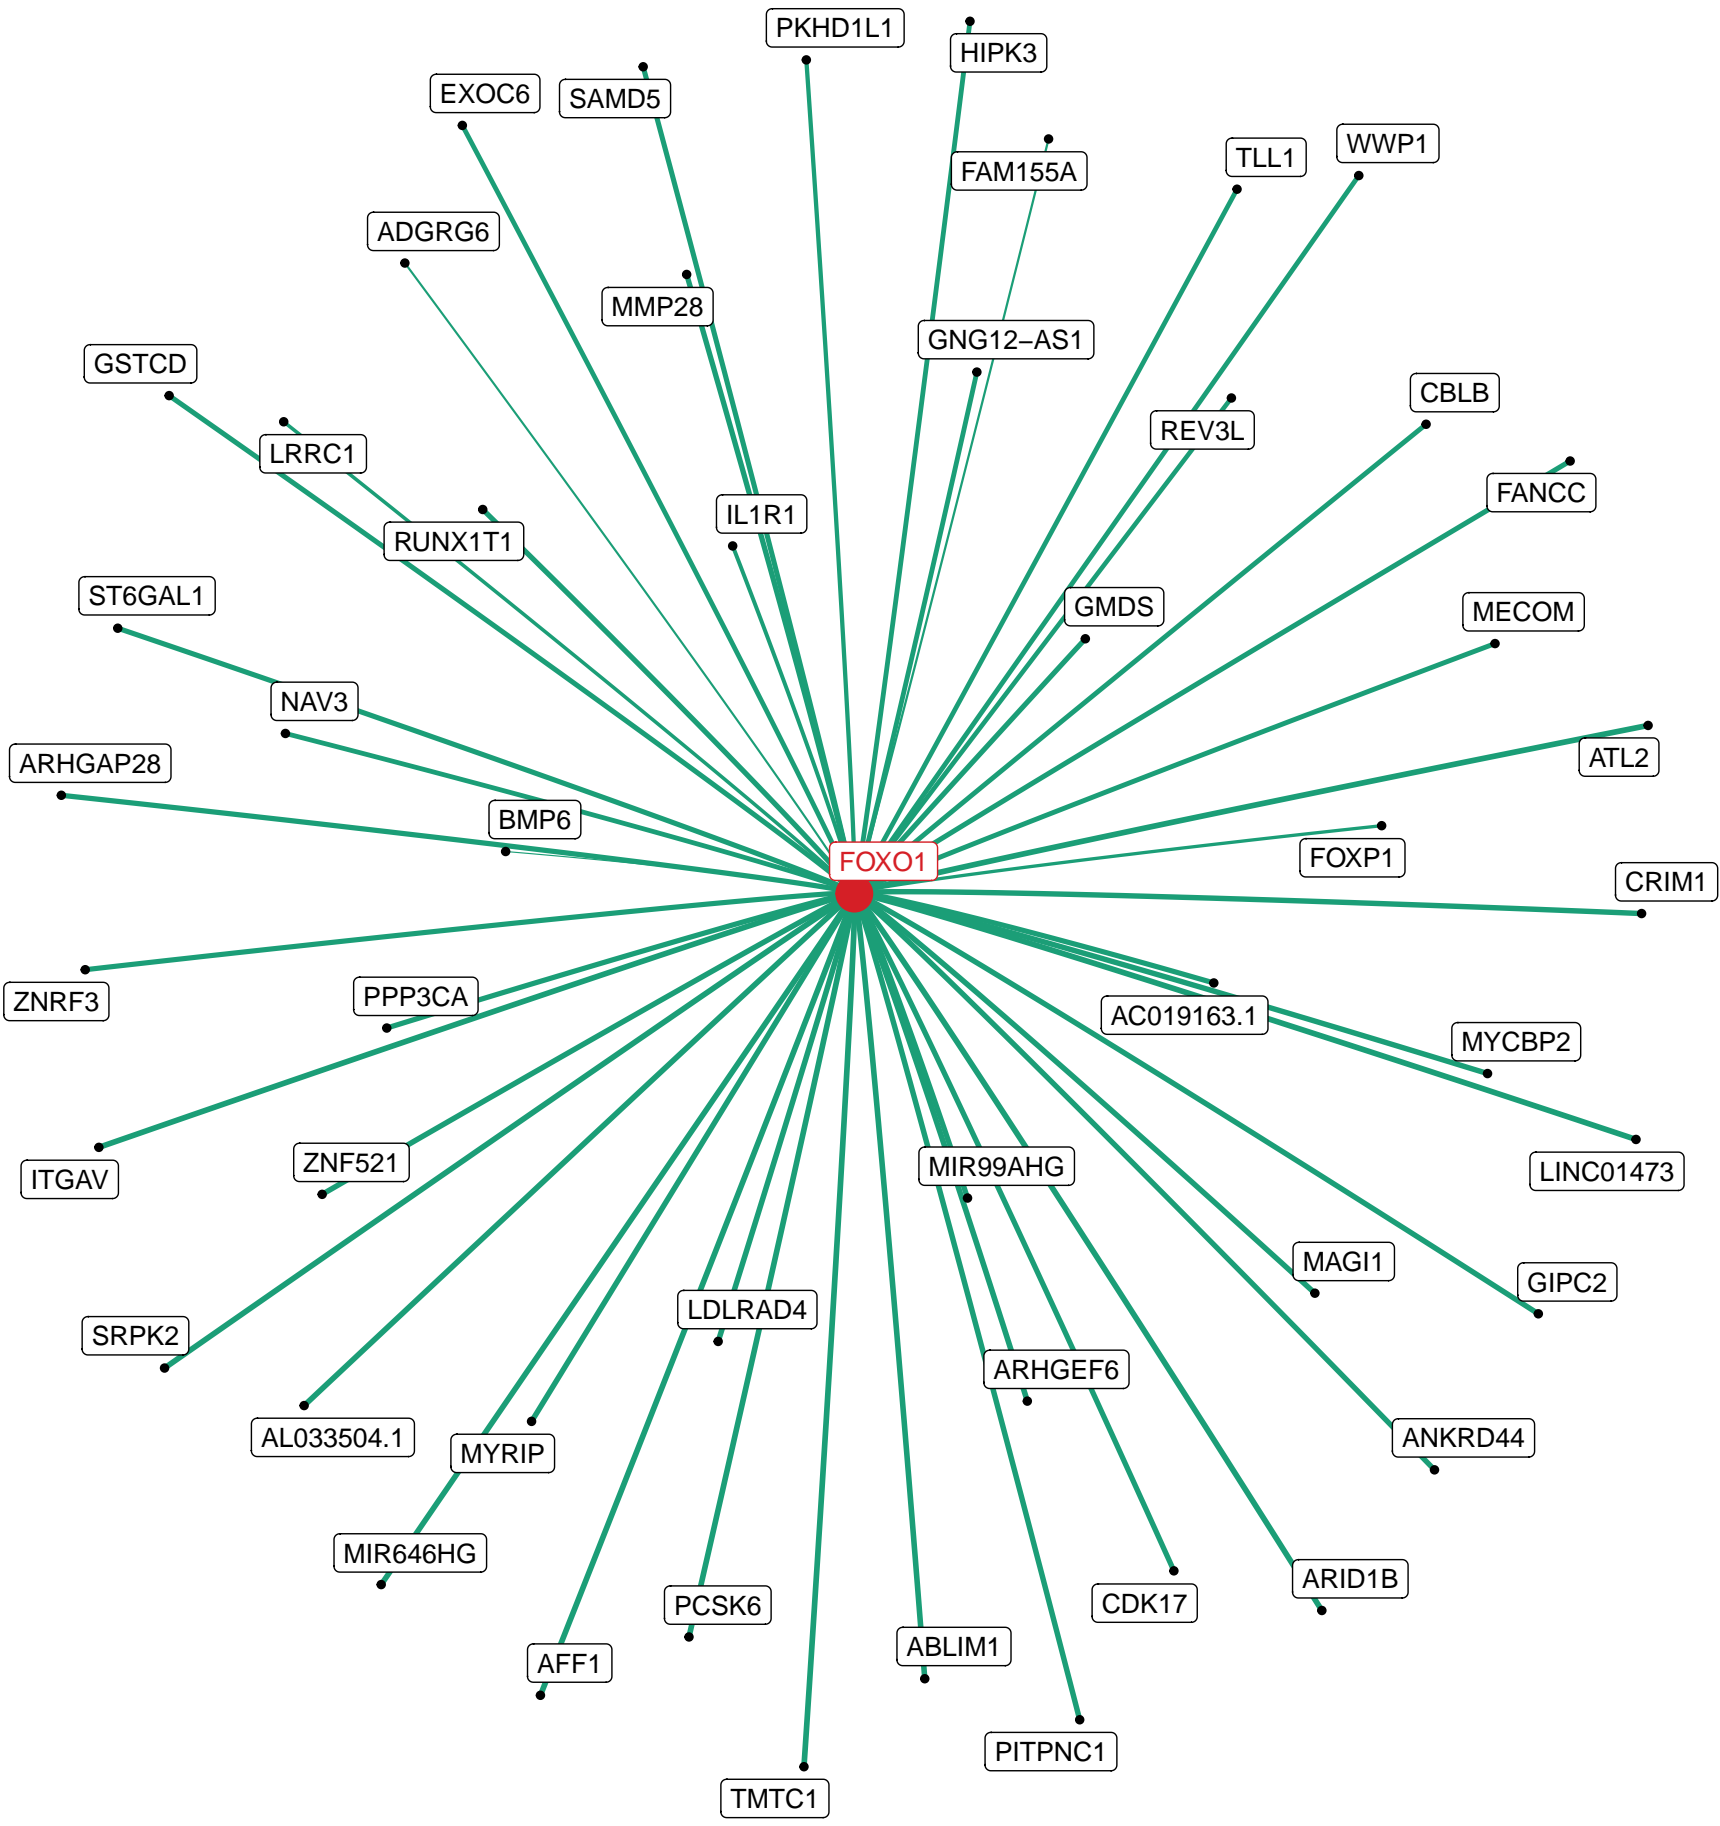 PKHD1L1
HIPK3
EXOC6
SAMD5
WWP1
TLL1
FAM155A
ADGRG6
MMP28
GNG12–AS1
GSTCD
CBLB
REV3L
LRRC1
FANCC
IL1R1
RUNX1T1
ST6GAL1
GMDS
MECOM
NAV3
ATL2
ARHGAP28
BMP6
FOXP1
FOXO1
CRIM1
PPP3CA
ZNRF3
AC019163.1
MYCBP2
ZNF521
MIR99AHG
LINC01473
ITGAV
MAGI1
GIPC2
LDLRAD4
SRPK2
ARHGEF6
AL033504.1
ANKRD44
MYRIP
MIR646HG
ARID1B
PCSK6
CDK17
ABLIM1
AFF1
PITPNC1
TMTC1